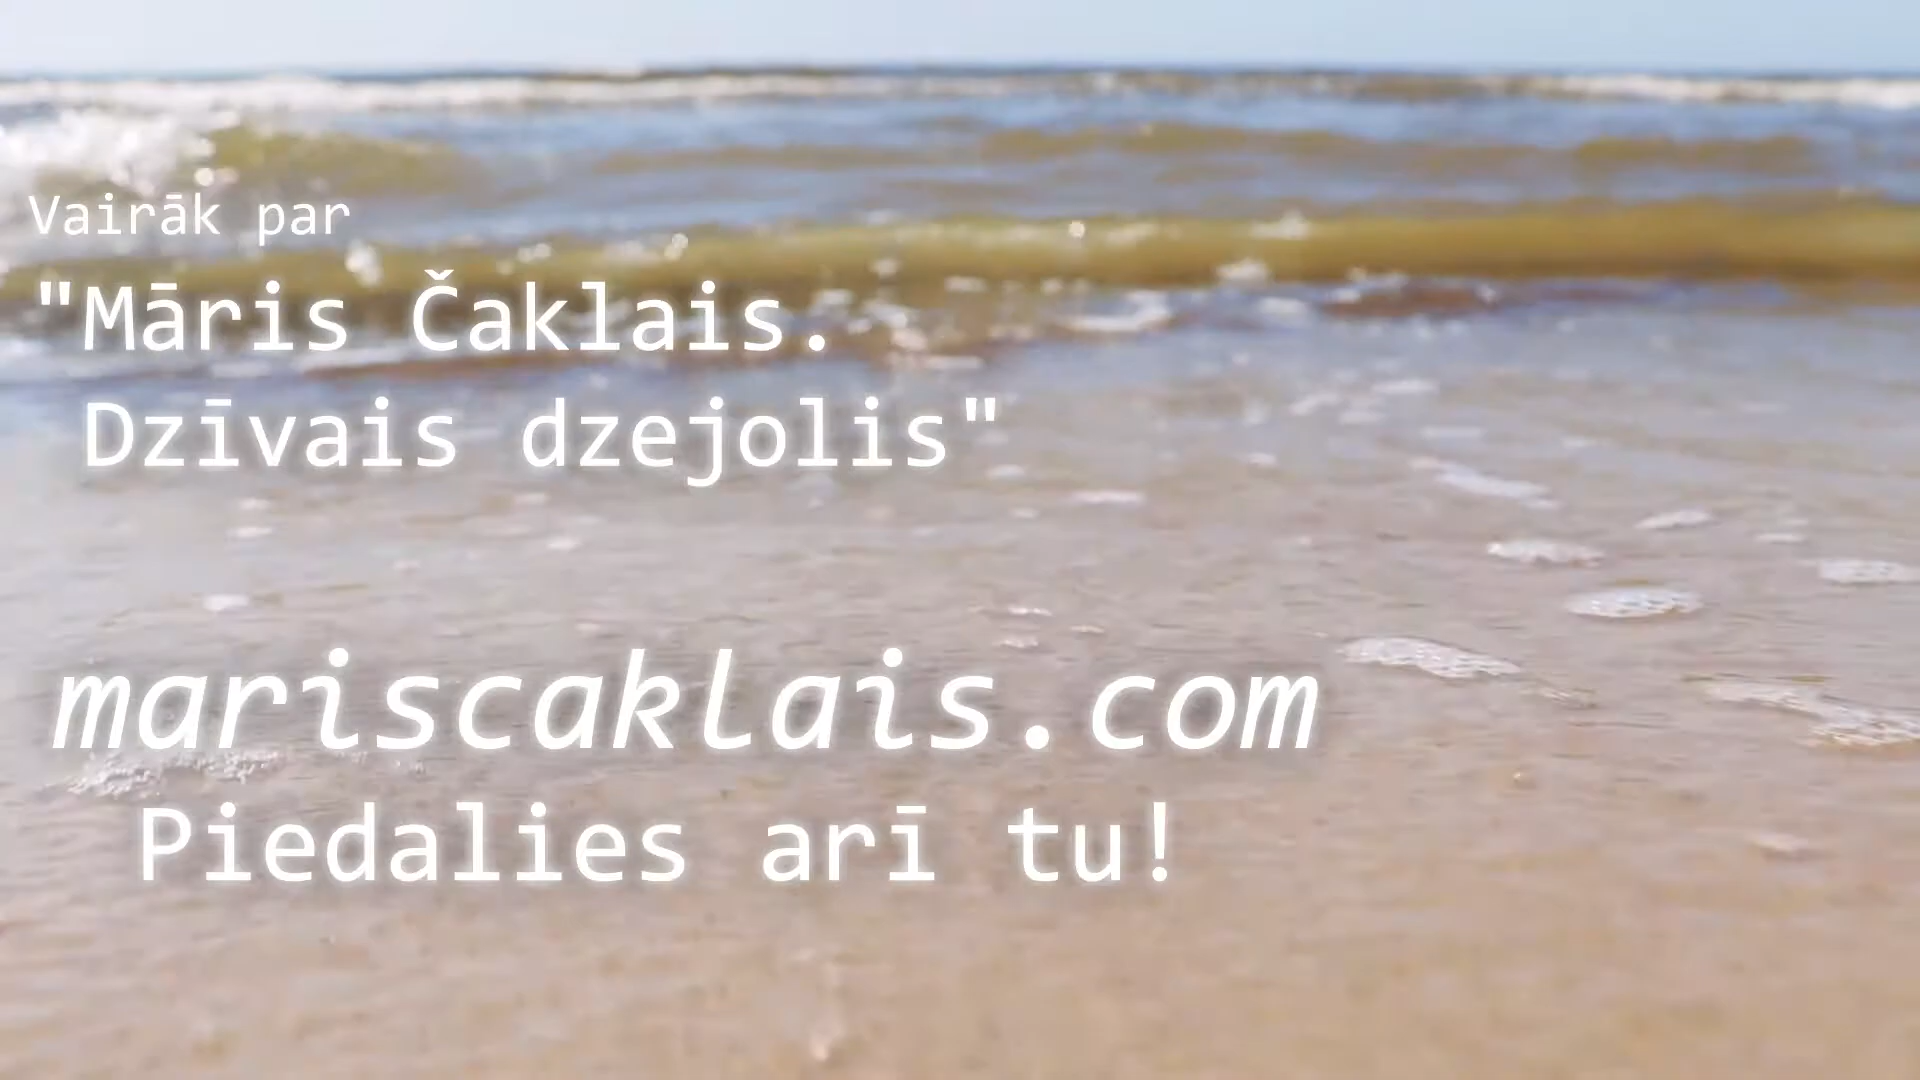 Vairāk par
"Māris Čaklais.
Dzīvais dzejolis"
mariscaklais.com
Piedalies arī tu!